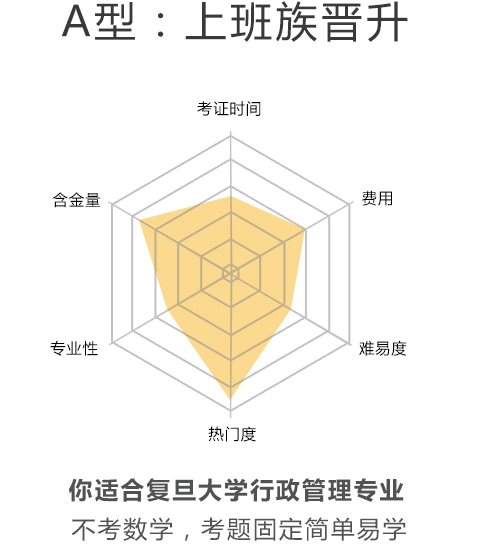 A型：上班族晋升
考证时间
含金量
费用
专业性
难易度
热门度
你适合复旦大学行政管理专业
不考数学，考题固定简单易学